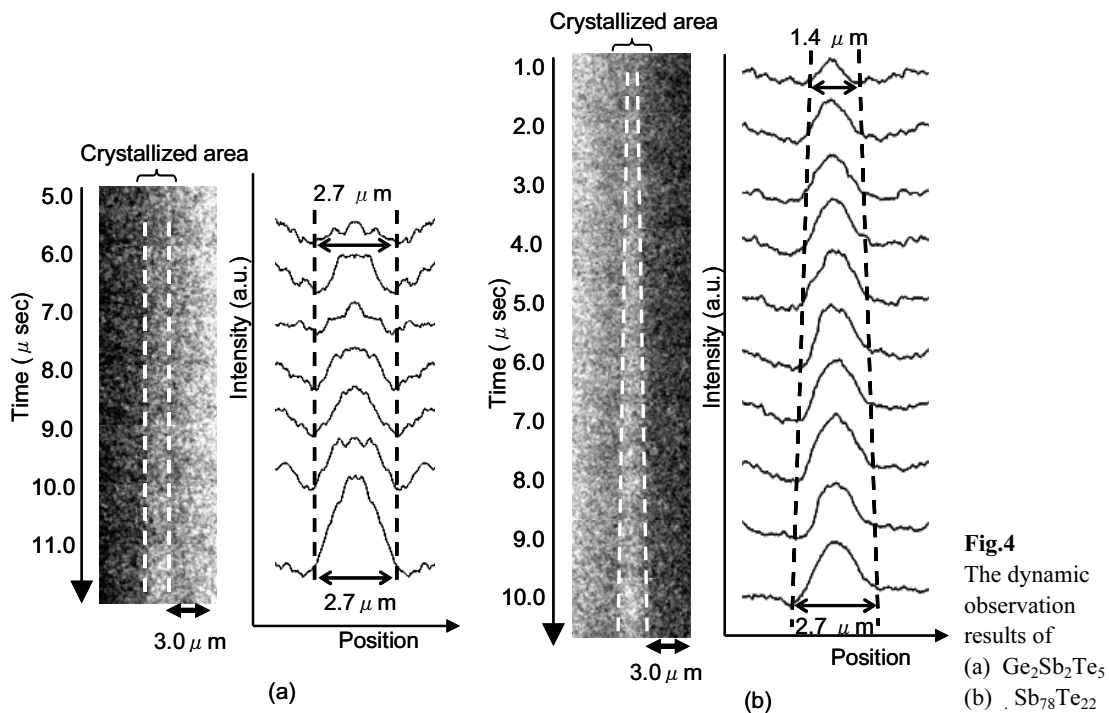 Crystallized area
5.0
6.0
7.0
8.0
9.0
10.0
11.0
Time ( μ sec)
3.0 μ m
Intensity (a.u.)
2.7 μ m
2.7 μ m
Position
(a)
Crystallized area
1.0
2.0
3.0
4.0
5.0
6.0
7.0
8.0
9.0
10.0
Time ( μ sec)
3.0 μ m
Intensity (a.u.)
1.4 μ m
2.7 μ m
Position
(b)
Fig.4
The dynamic
observation
results of
(a) Ge₂Sb₂Te₅
(b) . Sb₇₈Te₂₂